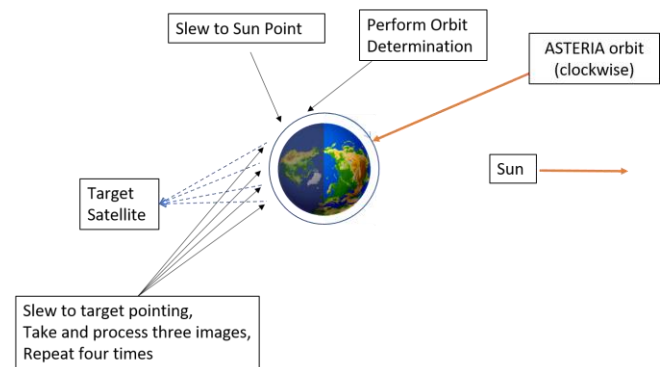 Slew to Sun Point
Perform Orbit
Determination
ASTERIA orbit
(clockwise)
Sun
Target
Satellite
Slew to target pointing,
Take and process three images,
Repeat four times